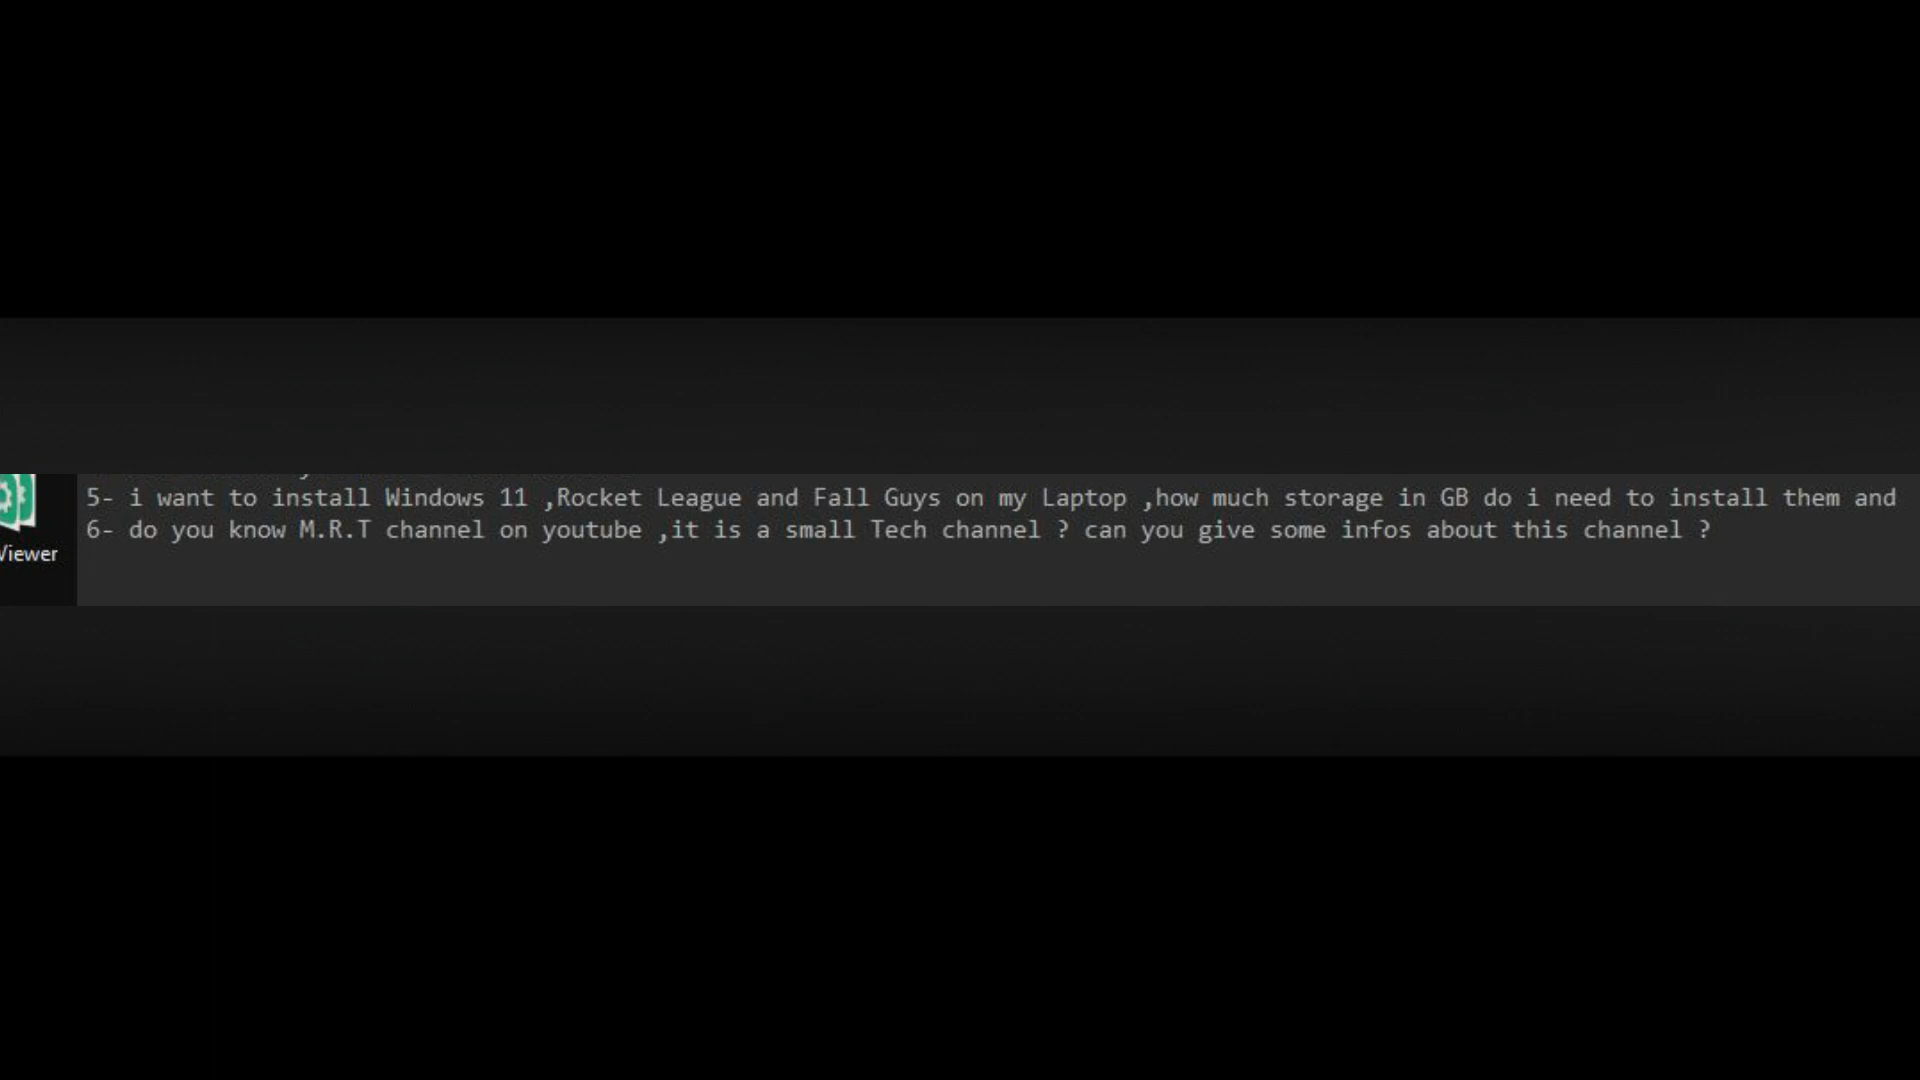 5- i want to install Windows 11 ,Rocket League and Fall Guys on my Laptop ,how much storage in GB do i need to install them and
6- do you know M.R.T channel on youtube ,it is a small Tech channel ? can you give some infos about this channel ?
Viewer